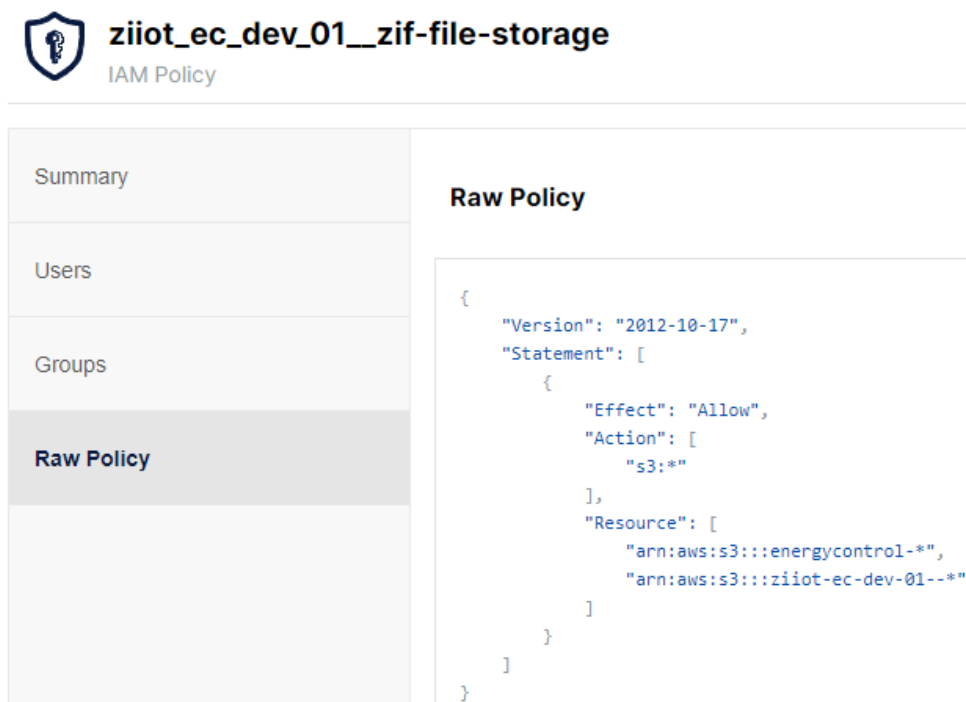 ziiot_ec_dev_01__zif-file-storage
IAM Policy
Summary
Users
Groups
Raw Policy
Raw Policy
{
    "Version": "2012-10-17",
    "Statement": [
        {
            "Effect": "Allow",
            "Action": [
                "s3:*"
            ],
            "Resource": [
                "arn:aws:s3:::energycontrol-*",
                "arn:aws:s3:::ziiot-ec-dev-01--*"
            ]
        }
    ]
}